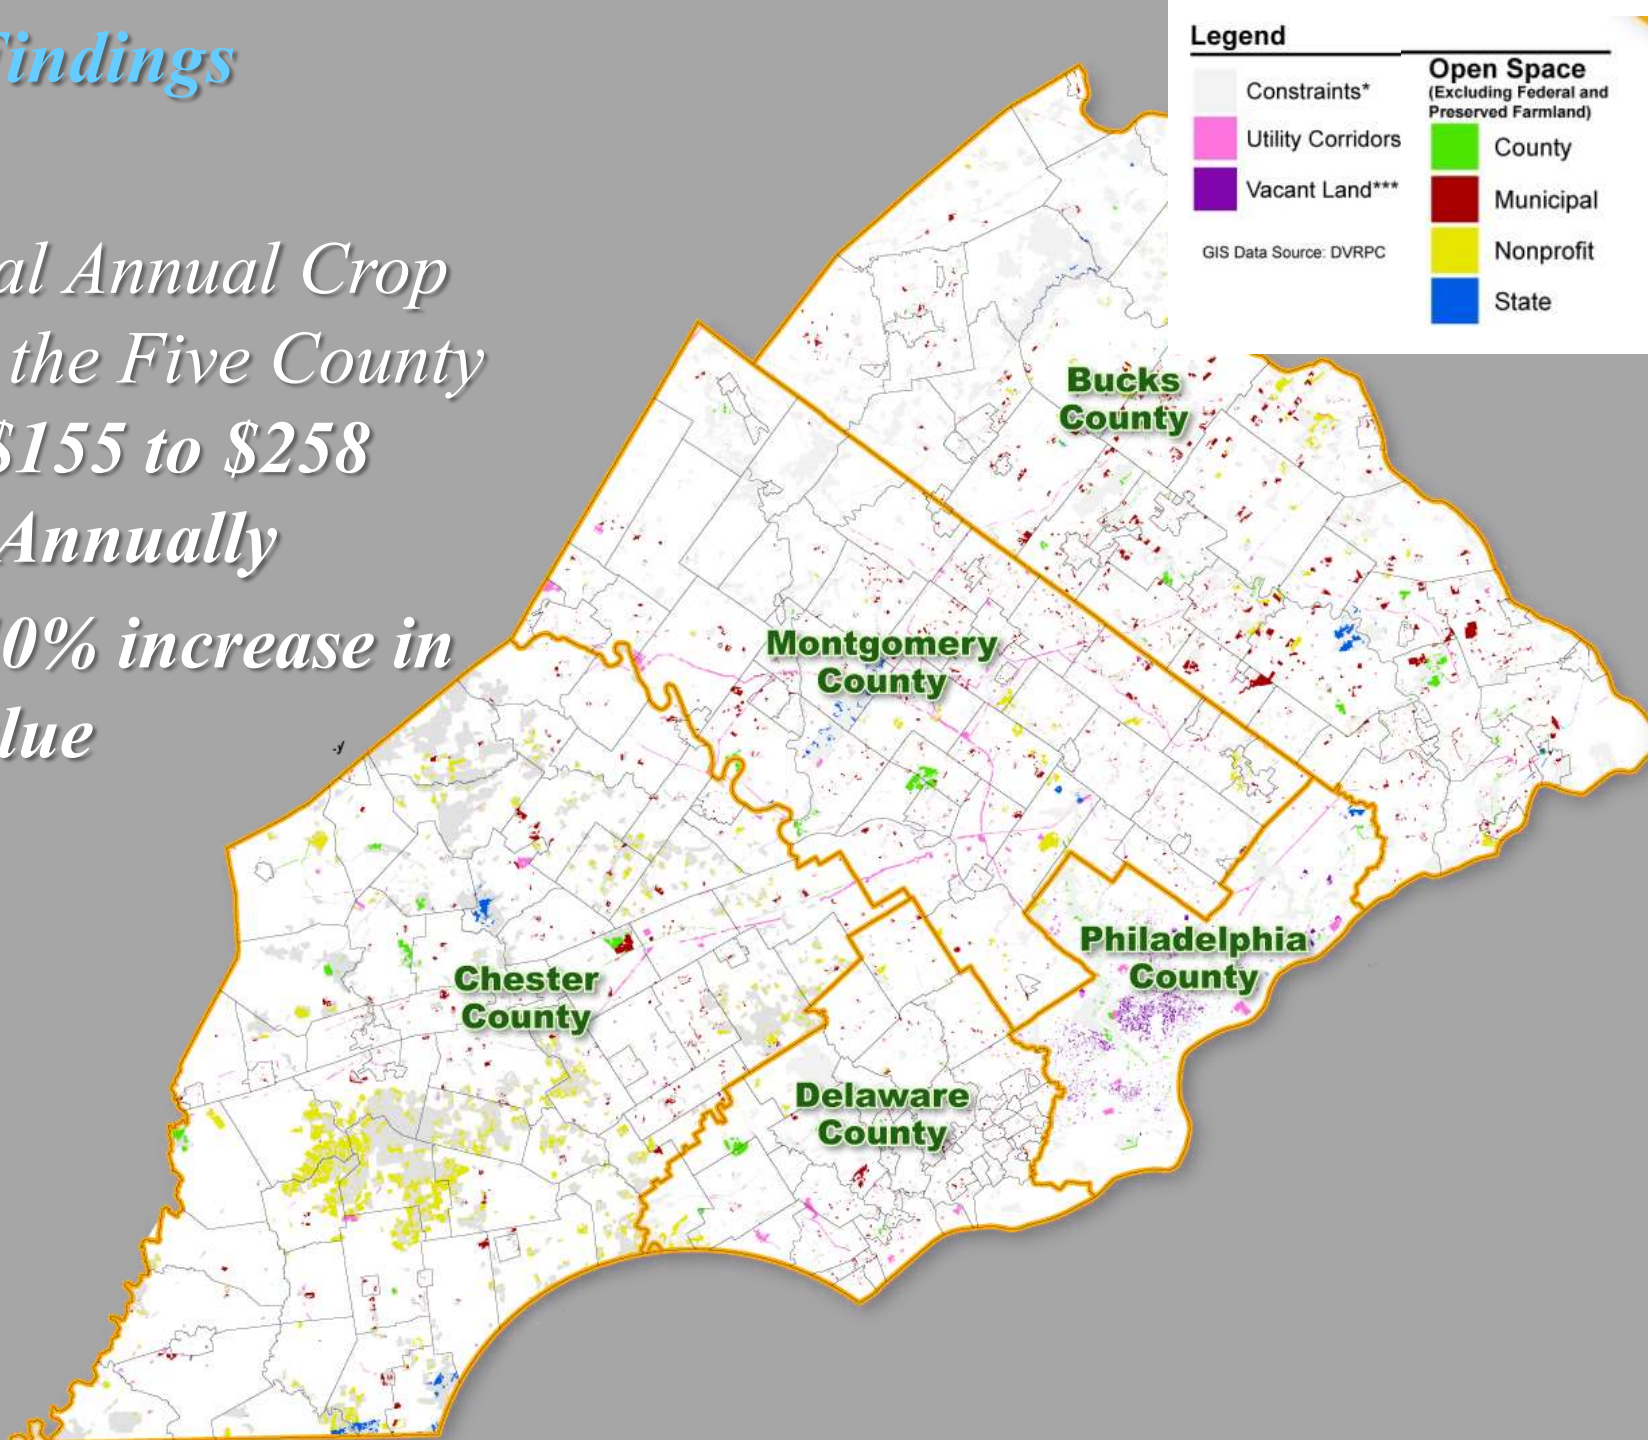 Findings
al Annual Crop
the Five County
$155 to $258
Annually
0% increase in
lue
Legend
Constraints*
Utility Corridors
Vacant Land***
GIS Data Source: DVRPC
Open Space
(Excluding Federal and
Preserved Farmland)
County
Municipal
Nonprofit
State
Bucks
County
Montgomery
County
Philadelphia
County
Chester
County
Delaware
County
.y